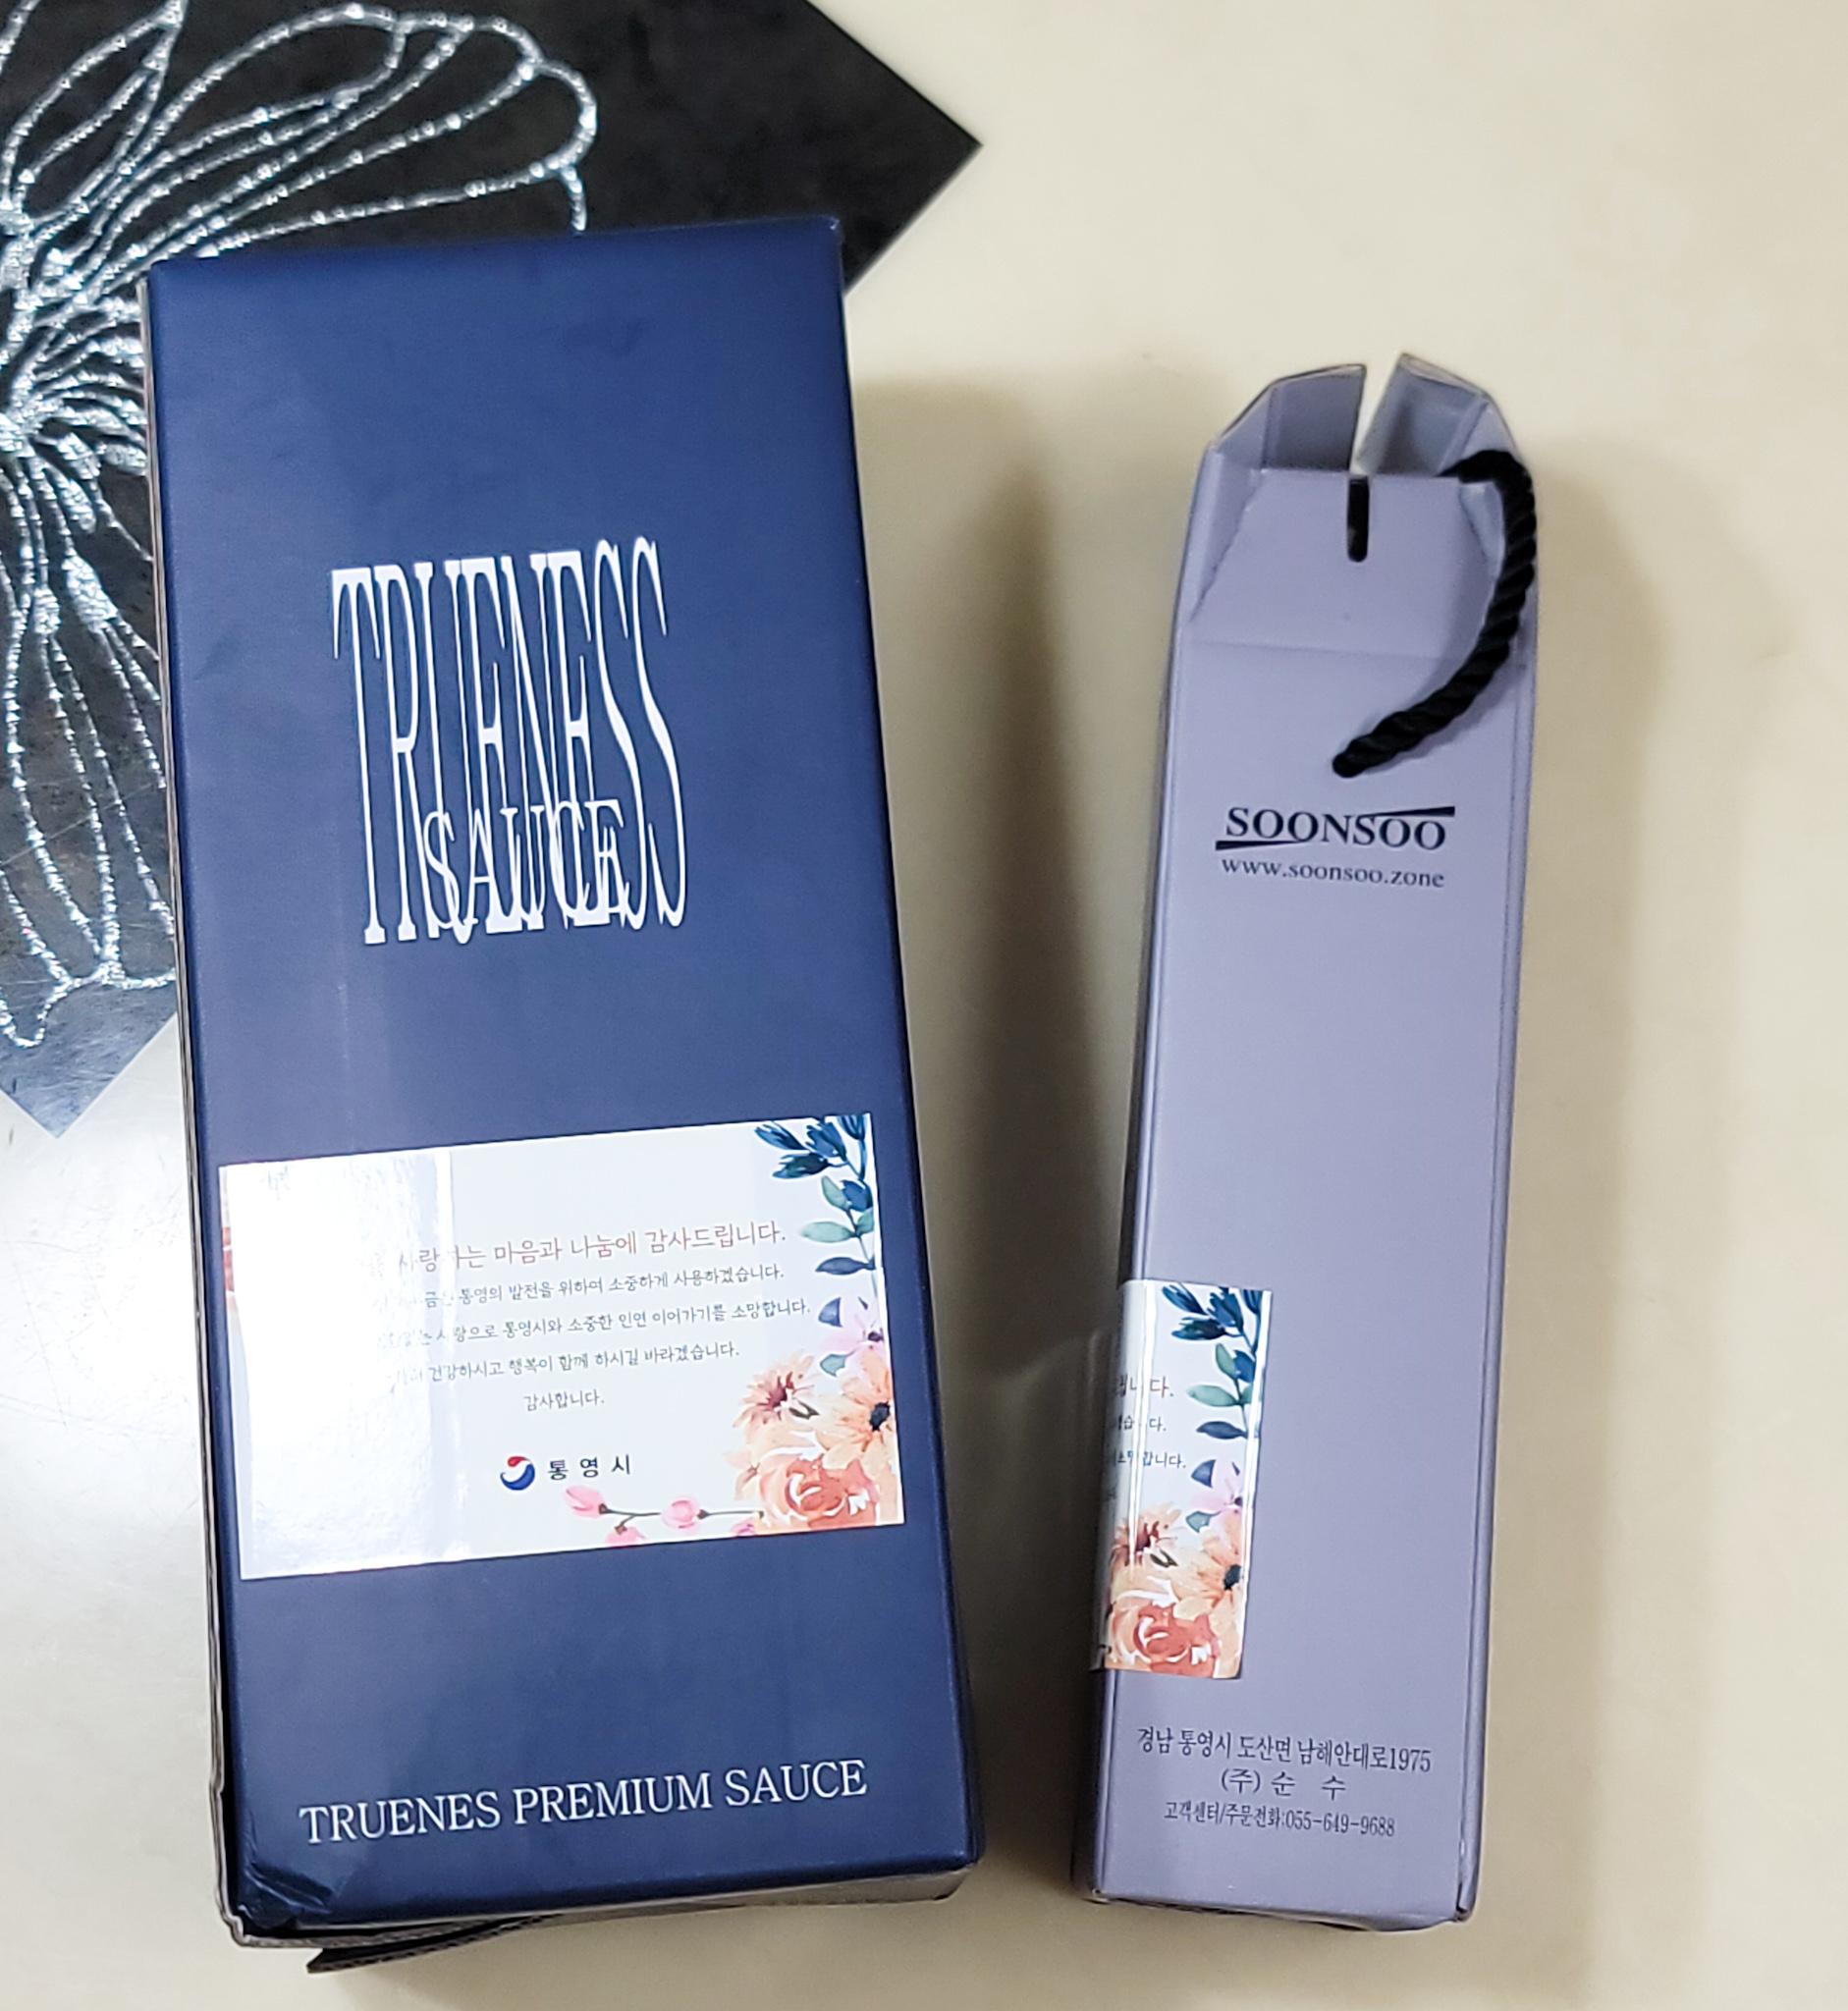 TRUENESS
SAUCE
사랑하는 마음과 나눔에 감사드립니다.
통영의 발전을 위하여 소중하게 사용하겠습니다.
사랑으로 통영시와 소중한 인연 이어가기를 소망합니다.
건강하시고 행복이 함께 하시길 바라겠습니다.
감사합니다.
통영시
TRUENES PREMIUM SAUCE
SOONSOO
www.soonsoo.zone
경남 통영시 도산면 남해안대로1975
(주) 순 수
고객센터/주문전화:055-649-9688